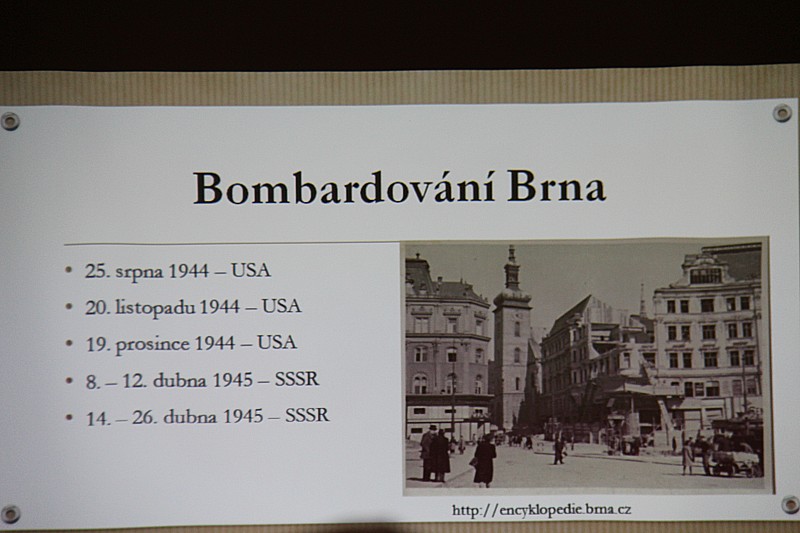 Bombardování Brna
• 25. srpna 1944 – USA
• 20. listopadu 1944 – USA
• 19. prosince 1944 – USA
• 8. – 12. dubna 1945 – SSSR
• 14. – 26. dubna 1945 – SSSR
http://encyklopedie.brna.cz